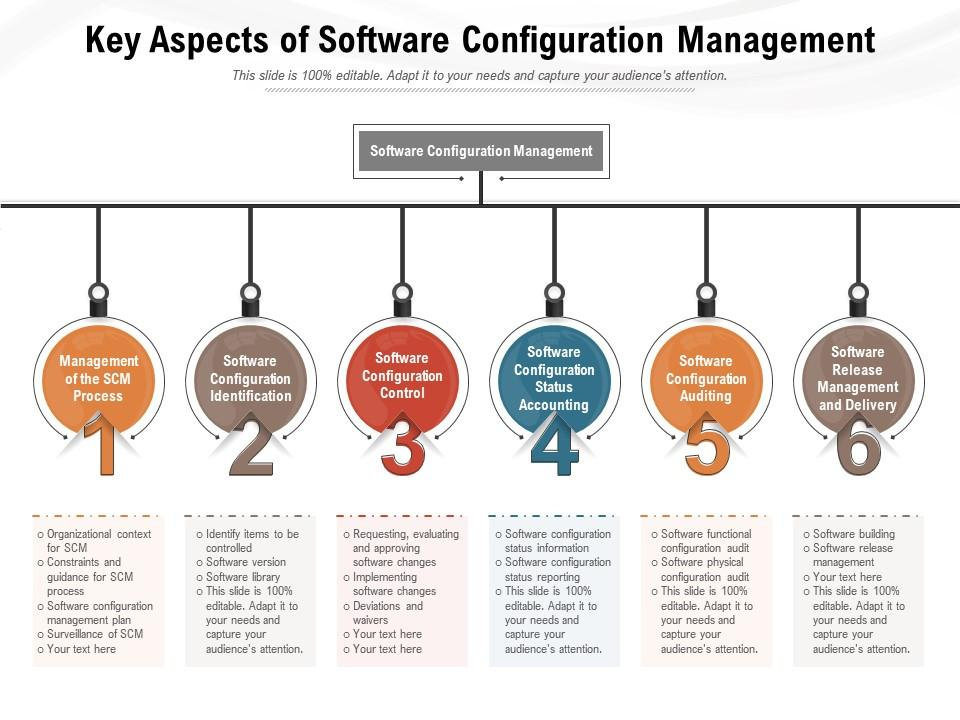 Key Aspects of Software Configuration Management
This slide is 100% editable. Adapt it to your needs and capture your audience's attention.
Software Configuration Management
Management
of the SCM
Process
1
Software
Configuration
Identification
2
Software
Configuration
Control
3
Software
Configuration
Status
Accounting
4
Software
Configuration
Auditing
5
Software
Release
Management
and Delivery
6
o Organizational context
for SCM
o Constraints and
guidance for SCM
process
o Software configuration
management plan
o Surveillance of SCM
o Your text here
o Identify items to be
controlled
o Software version
o Software library
o This slide is 100%
editable. Adapt it to
your needs and
capture your
audience's attention.
o Requesting, evaluating
and approving
software changes
o Implementing
software changes
o Deviations and
waivers
o Your text here
o Your text here
o Software configuration
status information
o Software configuration
status reporting
o This slide is 100%
editable. Adapt it to
your needs and
capture your
audience's attention.
o Software functional
configuration audit
o Software physical
configuration audit
o This slide is 100%
editable. Adapt it to
your needs and
capture your
audience's attention.
o Software building
o Software release
management
o Your text here
o This slide is 100%
editable. Adapt it to
your needs and
capture your
audience's attention.